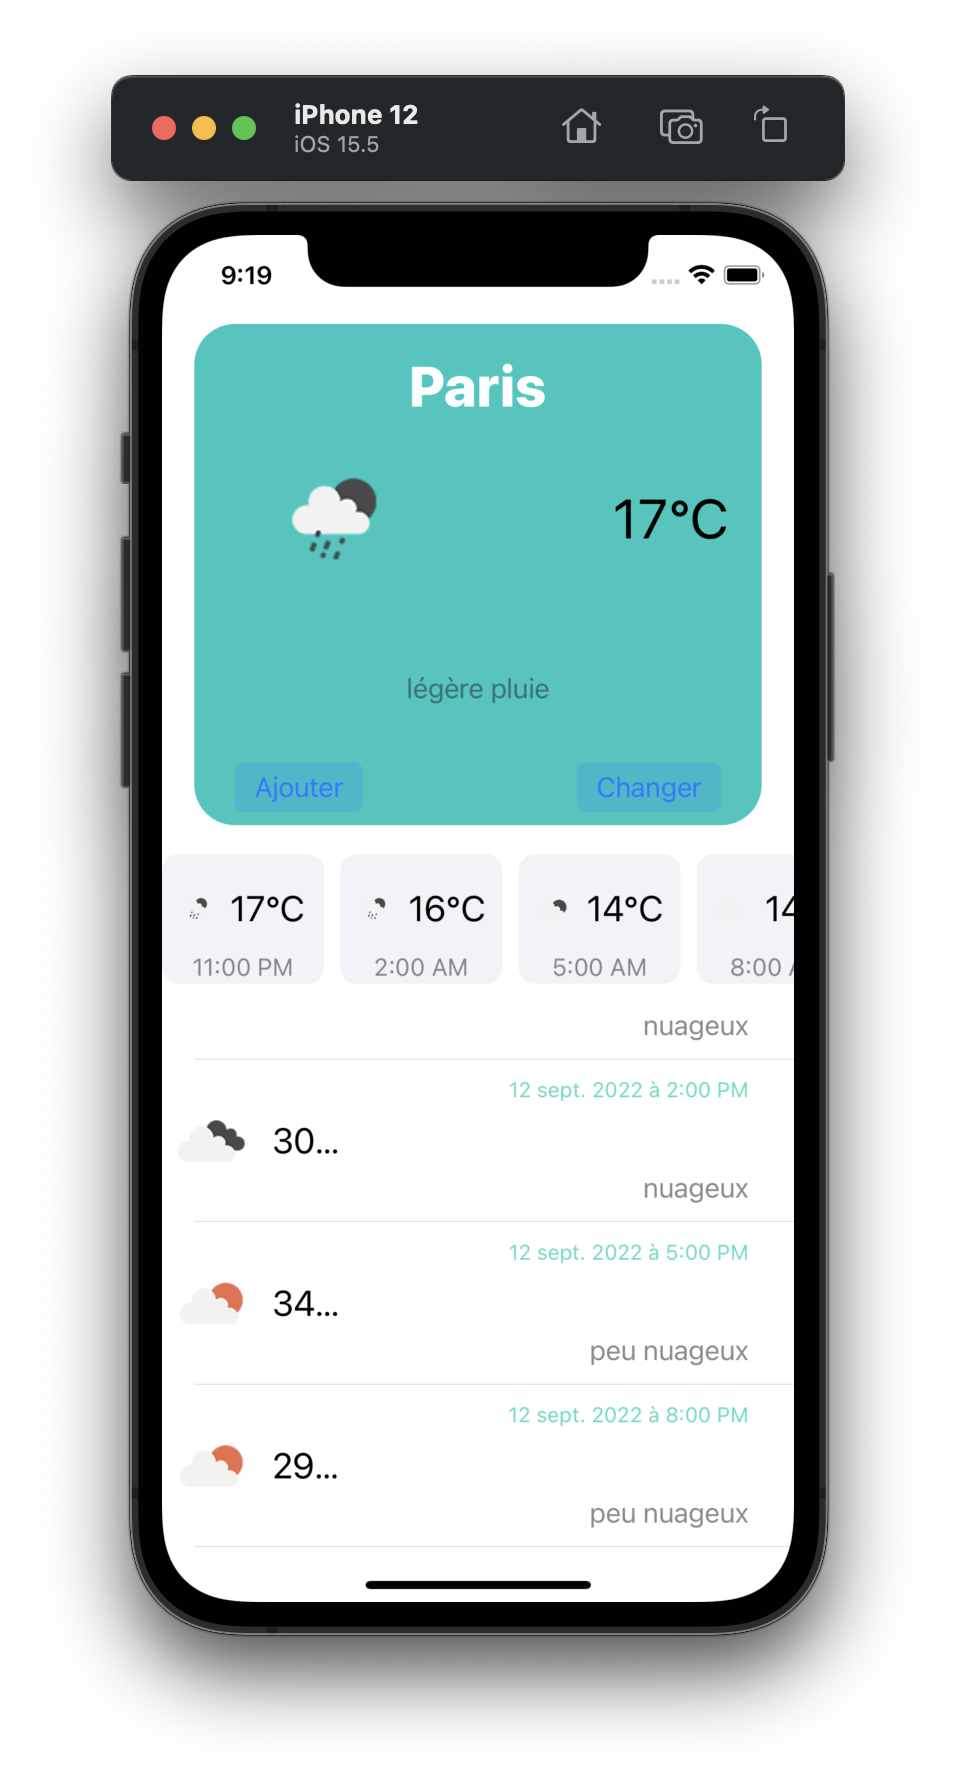 iPhone 12
iOS 15.5
9:19
Paris
17°C
légère pluie
Ajouter
Changer
17°C
16°C
14°C
14
11:00 PM
2:00 AM
5:00 AM
8:00
nuageux
12 sept. 2022 à 2:00 PM
30...
nuageux
12 sept. 2022 à 5:00 PM
34...
peu nuageux
12 sept. 2022 à 8:00 PM
29...
peu nuageux